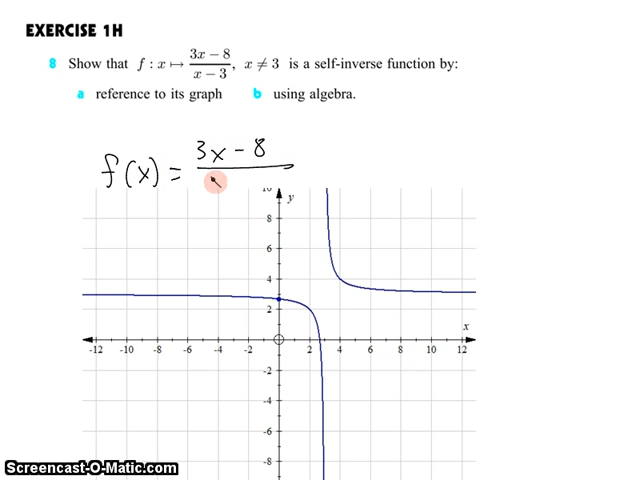 EXERCISE 1H
8 Show that f : x ↦ (3x − 8)/(x − 3), x ≠ 3 is a self-inverse function by:
a reference to its graph b using algebra.
f(x) = 3x - 8
10 y
8
6
4
2
x
-12 -10 -8 -6 -4 -2 2 4 6 8 10 12
-2
-4
-6
-8
Screencast-O-Matic.com